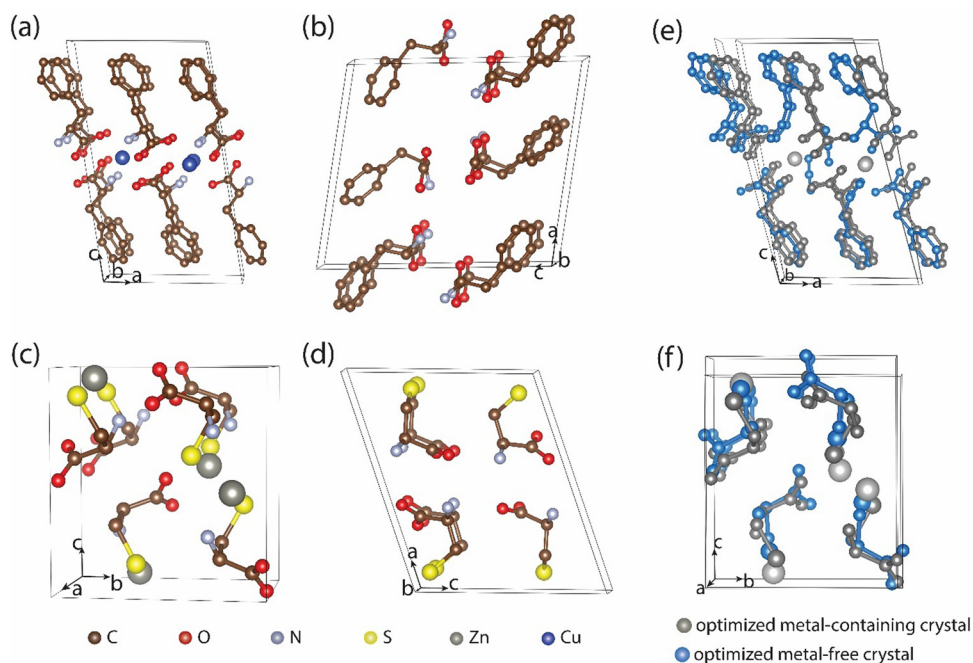 (a)
(b)
(e)
c
b
a
a
c
b
c
b
a
(c)
(d)
(f)
c
b
a
a
b
c
c
a
b
C O N S Zn Cu
optimized metal-containing crystal
optimized metal-free crystal